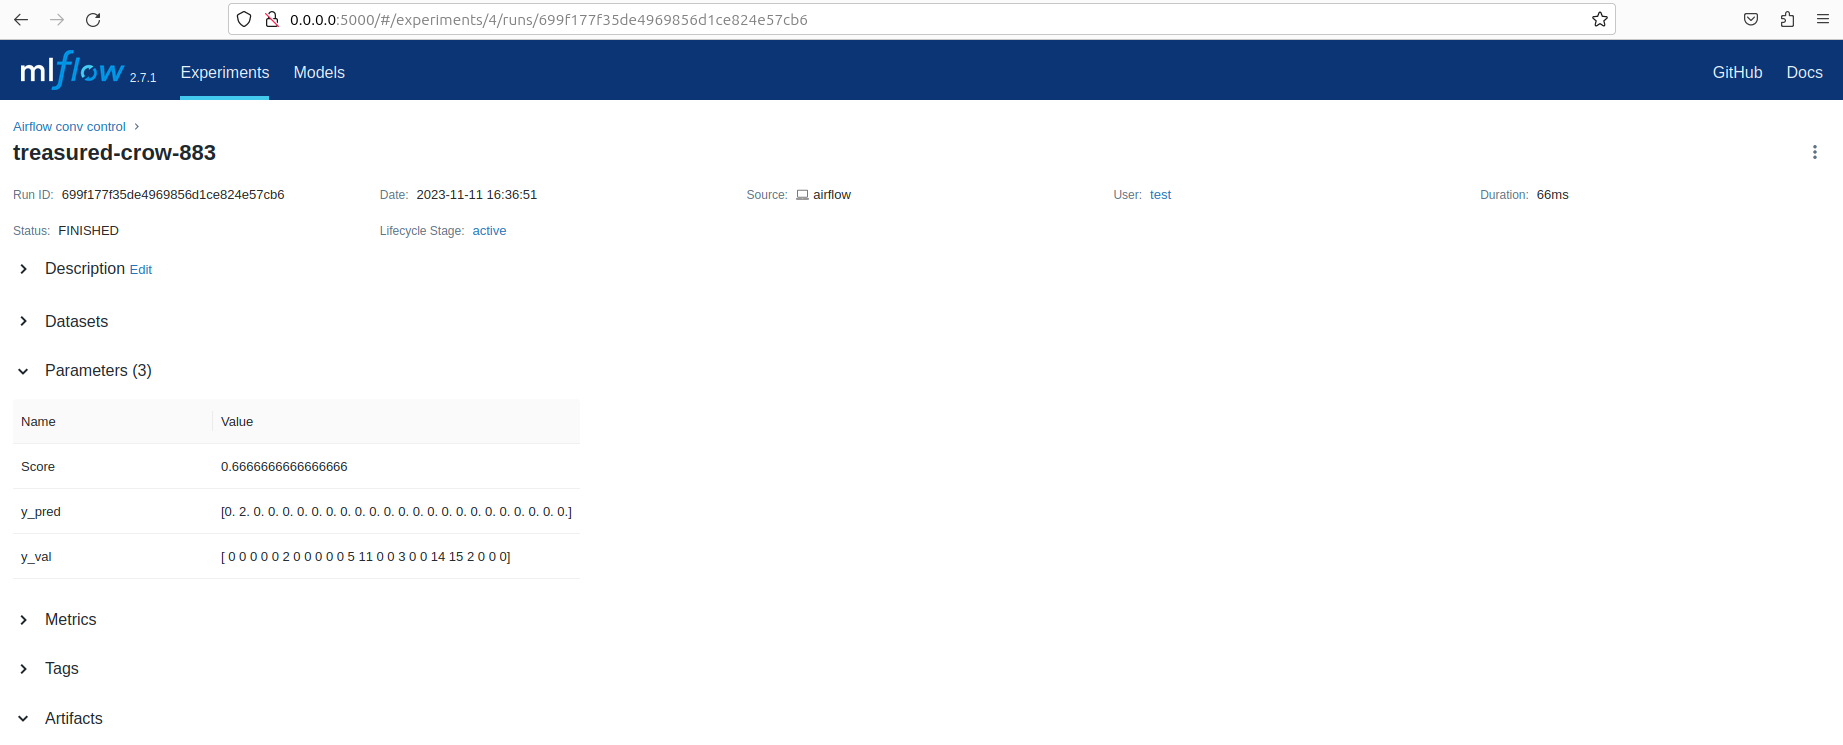 0.0.0.0:5000/#/experiments/4/runs/699f177f35de4969856d1ce824e57cb6
mlflow 2.7.1 Experiments Models GitHub Docs
Airflow conv control
treasured-crow-883
Run ID: 699f177f35de4969856d1ce824e57cb6 Date: 2023-11-11 16:36:51 Source: airflow User: test Duration: 66ms
Status: FINISHED Lifecycle Stage: active
Description Edit
Datasets
Parameters (3)
Name Value
Score 0.6666666666666666
y_pred [0. 2. 0. 0. 0. 0. 0. 0. 0. 0. 0. 0. 0. 0. 0. 0. 0. 0. 0. 0. 0. 0. 0. 0.]
y_val [ 0 0 0 0 0 2 0 0 0 0 0 5 11 0 0 3 0 0 14 15 2 0 0 0]
Metrics
Tags
Artifacts